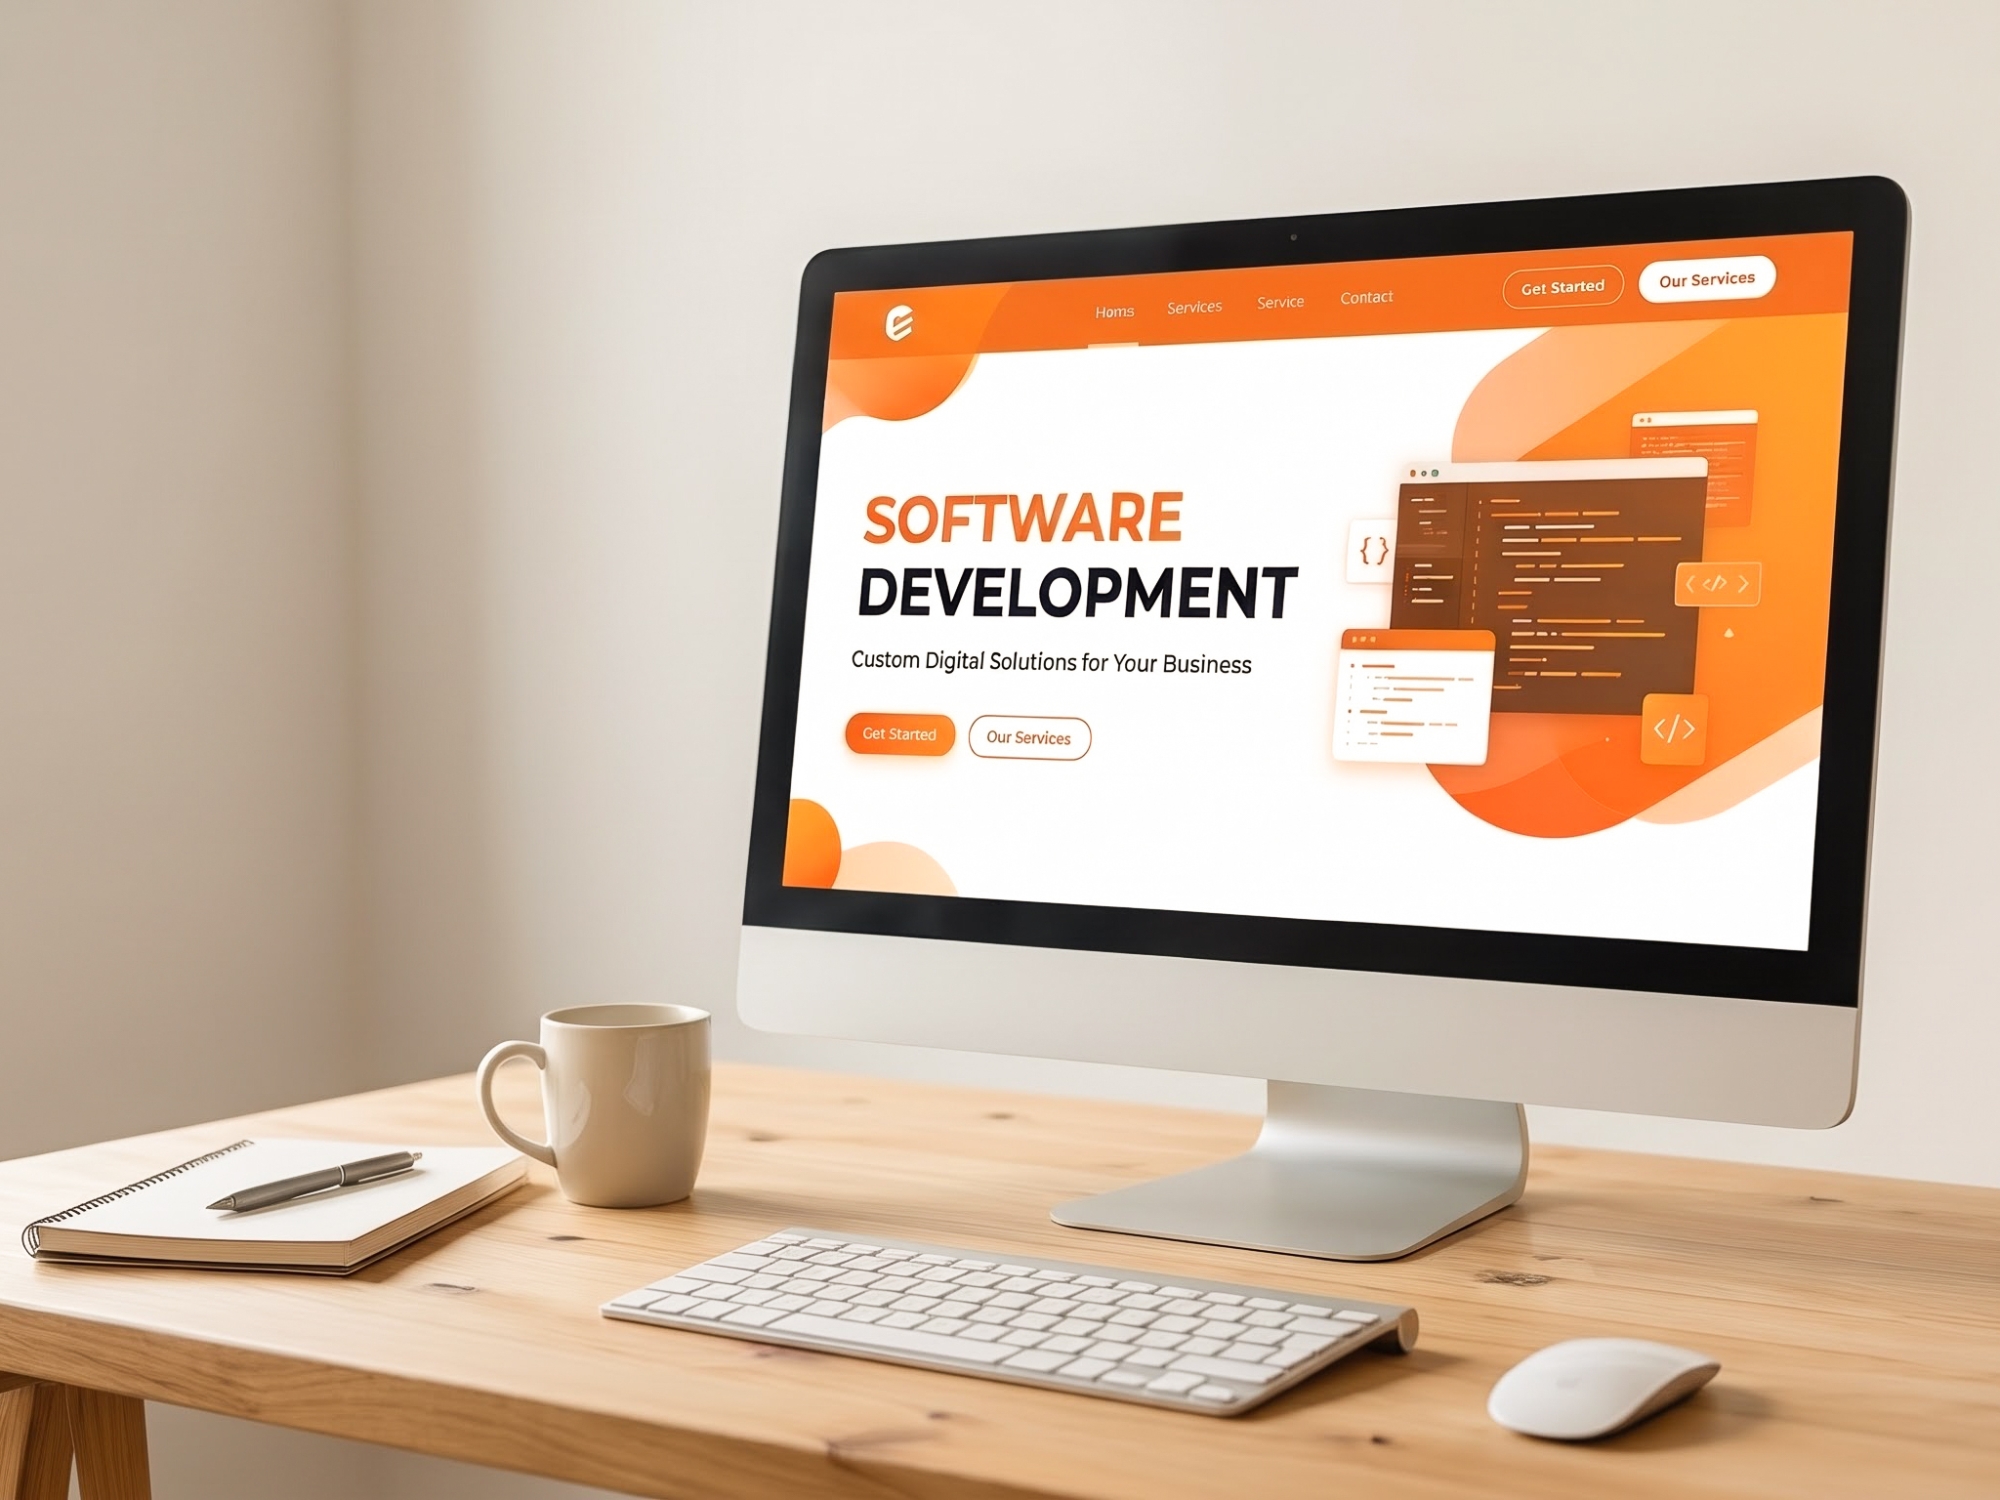 Homs Services Service Contact Get Started Our Services
SOFTWARE
DEVELOPMENT
Custom Digital Solutions for Your Business
Get Started Our Services
{}
< </> >
</>